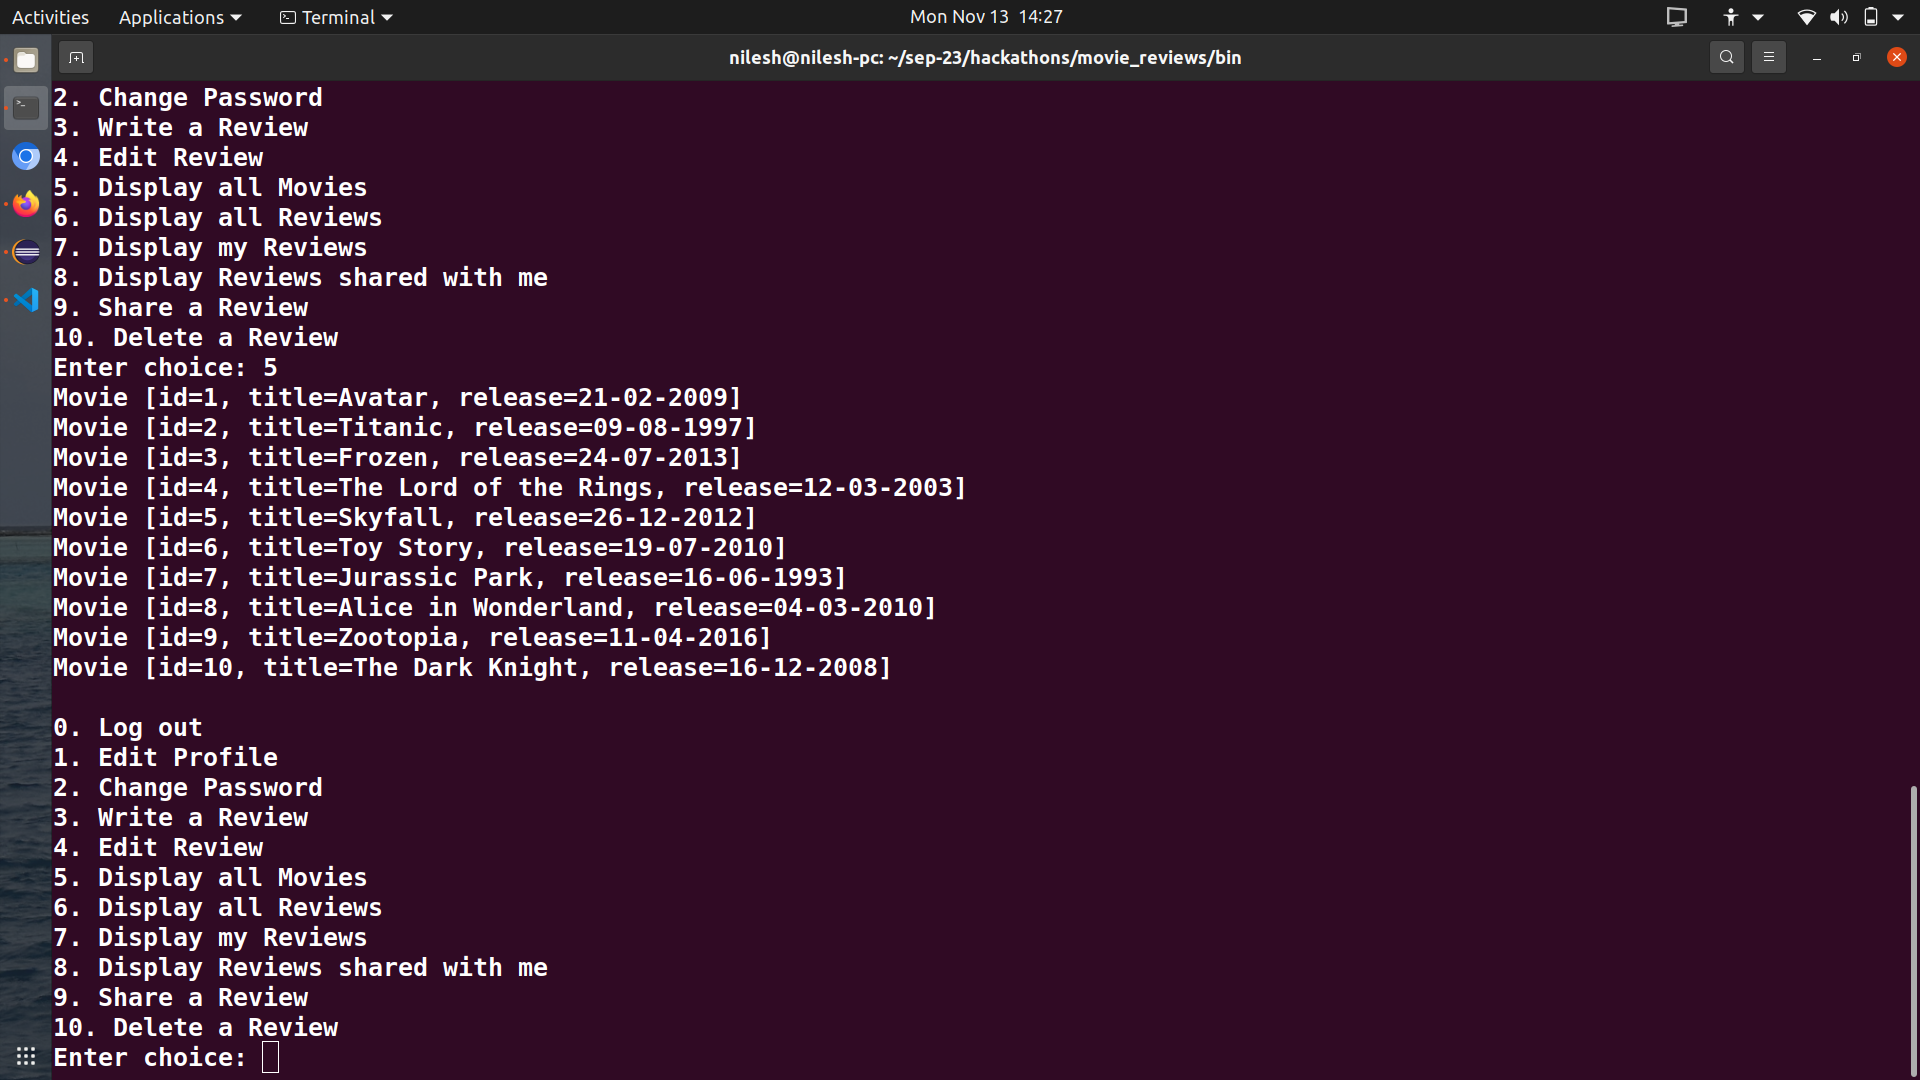 Activities Applications Terminal Mon Nov 13 14:27
nilesh@nilesh-pc: ~/sep-23/hackathons/movie_reviews/bin
2. Change Password
3. Write a Review
4. Edit Review
5. Display all Movies
6. Display all Reviews
7. Display my Reviews
8. Display Reviews shared with me
9. Share a Review
10. Delete a Review
Enter choice: 5
Movie [id=1, title=Avatar, release=21-02-2009]
Movie [id=2, title=Titanic, release=09-08-1997]
Movie [id=3, title=Frozen, release=24-07-2013]
Movie [id=4, title=The Lord of the Rings, release=12-03-2003]
Movie [id=5, title=Skyfall, release=26-12-2012]
Movie [id=6, title=Toy Story, release=19-07-2010]
Movie [id=7, title=Jurassic Park, release=16-06-1993]
Movie [id=8, title=Alice in Wonderland, release=04-03-2010]
Movie [id=9, title=Zootopia, release=11-04-2016]
Movie [id=10, title=The Dark Knight, release=16-12-2008]
0. Log out
1. Edit Profile
2. Change Password
3. Write a Review
4. Edit Review
5. Display all Movies
6. Display all Reviews
7. Display my Reviews
8. Display Reviews shared with me
9. Share a Review
10. Delete a Review
Enter choice: